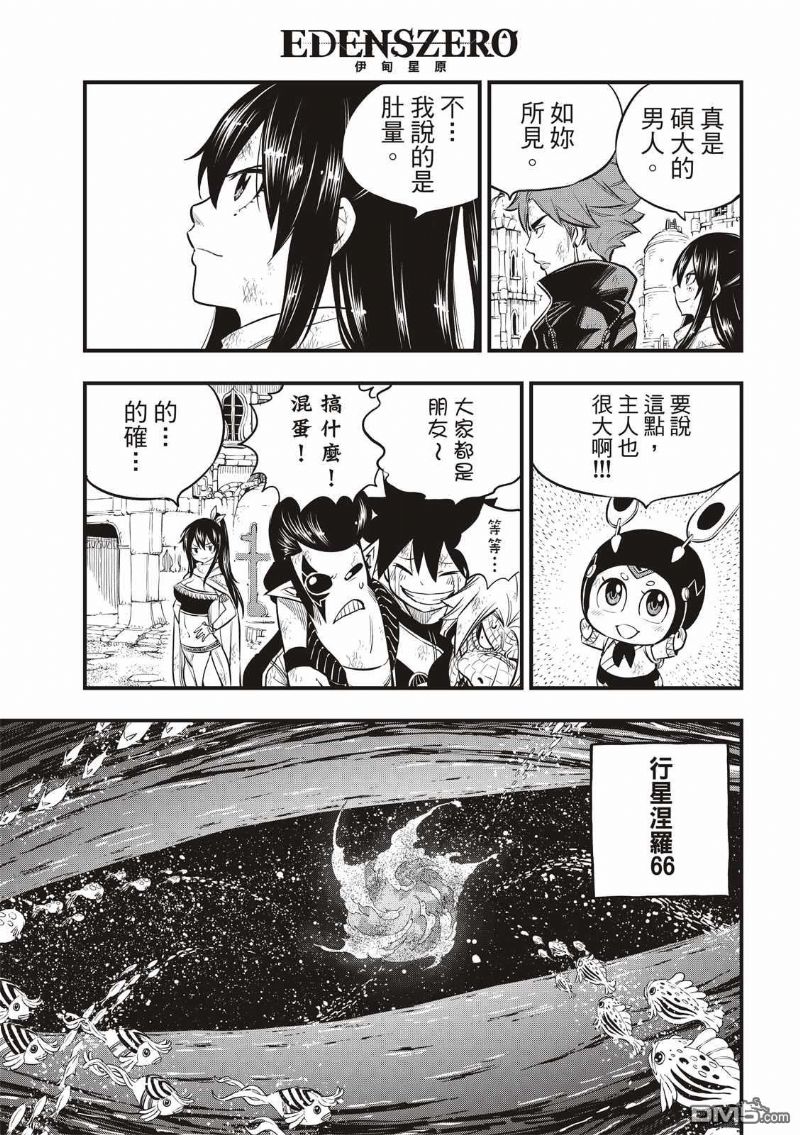 EDENSZERO
伊甸星原
真是
碩大的
男人。
如妳
所見。
不⋯
我說的是
肚量。
要說
這點，
主人也
很大啊!!!
大家都是
朋友～
等等⋯
搞什麼！
混蛋！
的⋯
的確⋯
行星涅羅
66
DM5.com